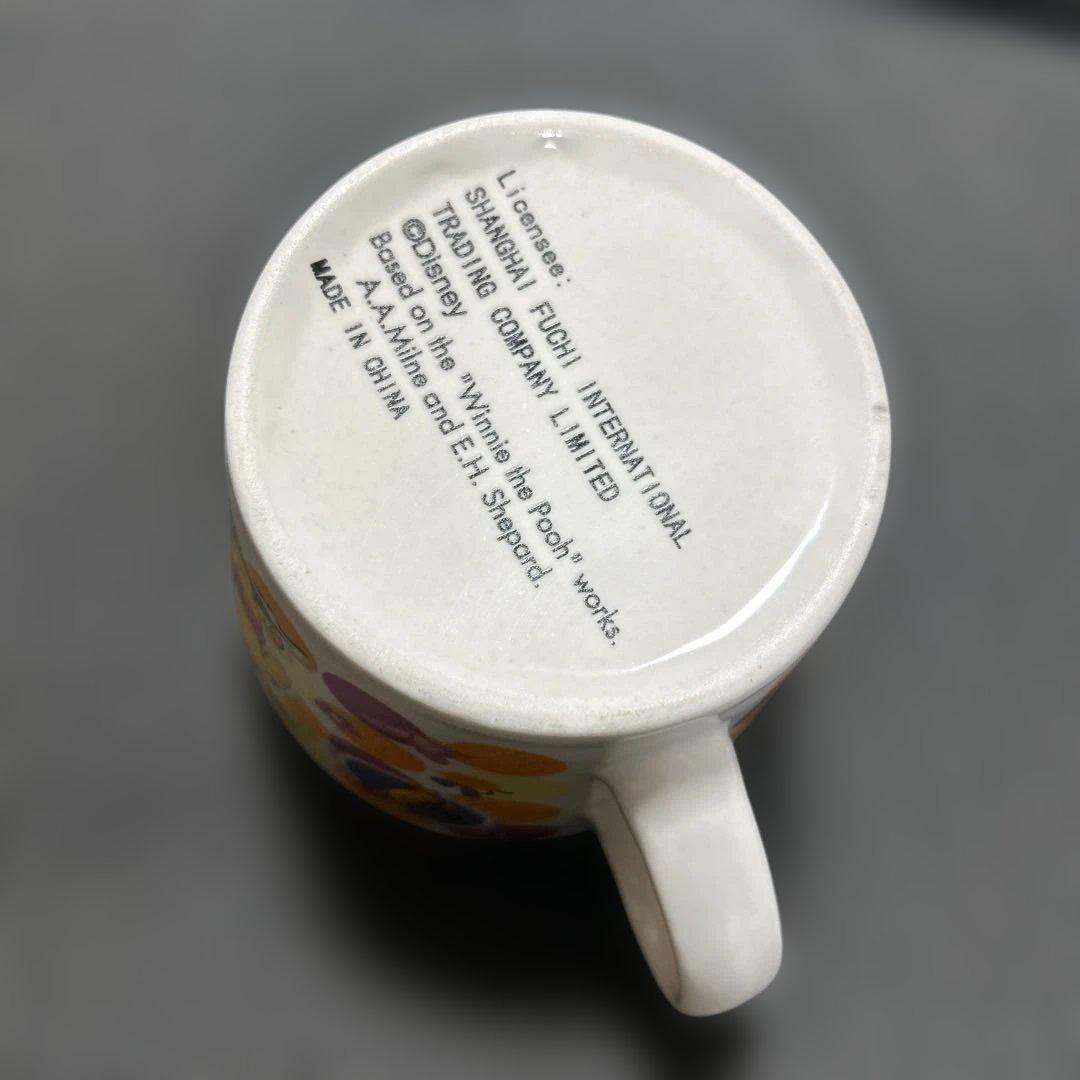 Licensee:
SHANGHAI FUCHI INTERNATIONAL
TRADING COMPANY LIMITED
©Disney
Based on the "Winnie the Pooh" works.
A.A.Milne and E.H. Shepard.
MADE IN CHINA